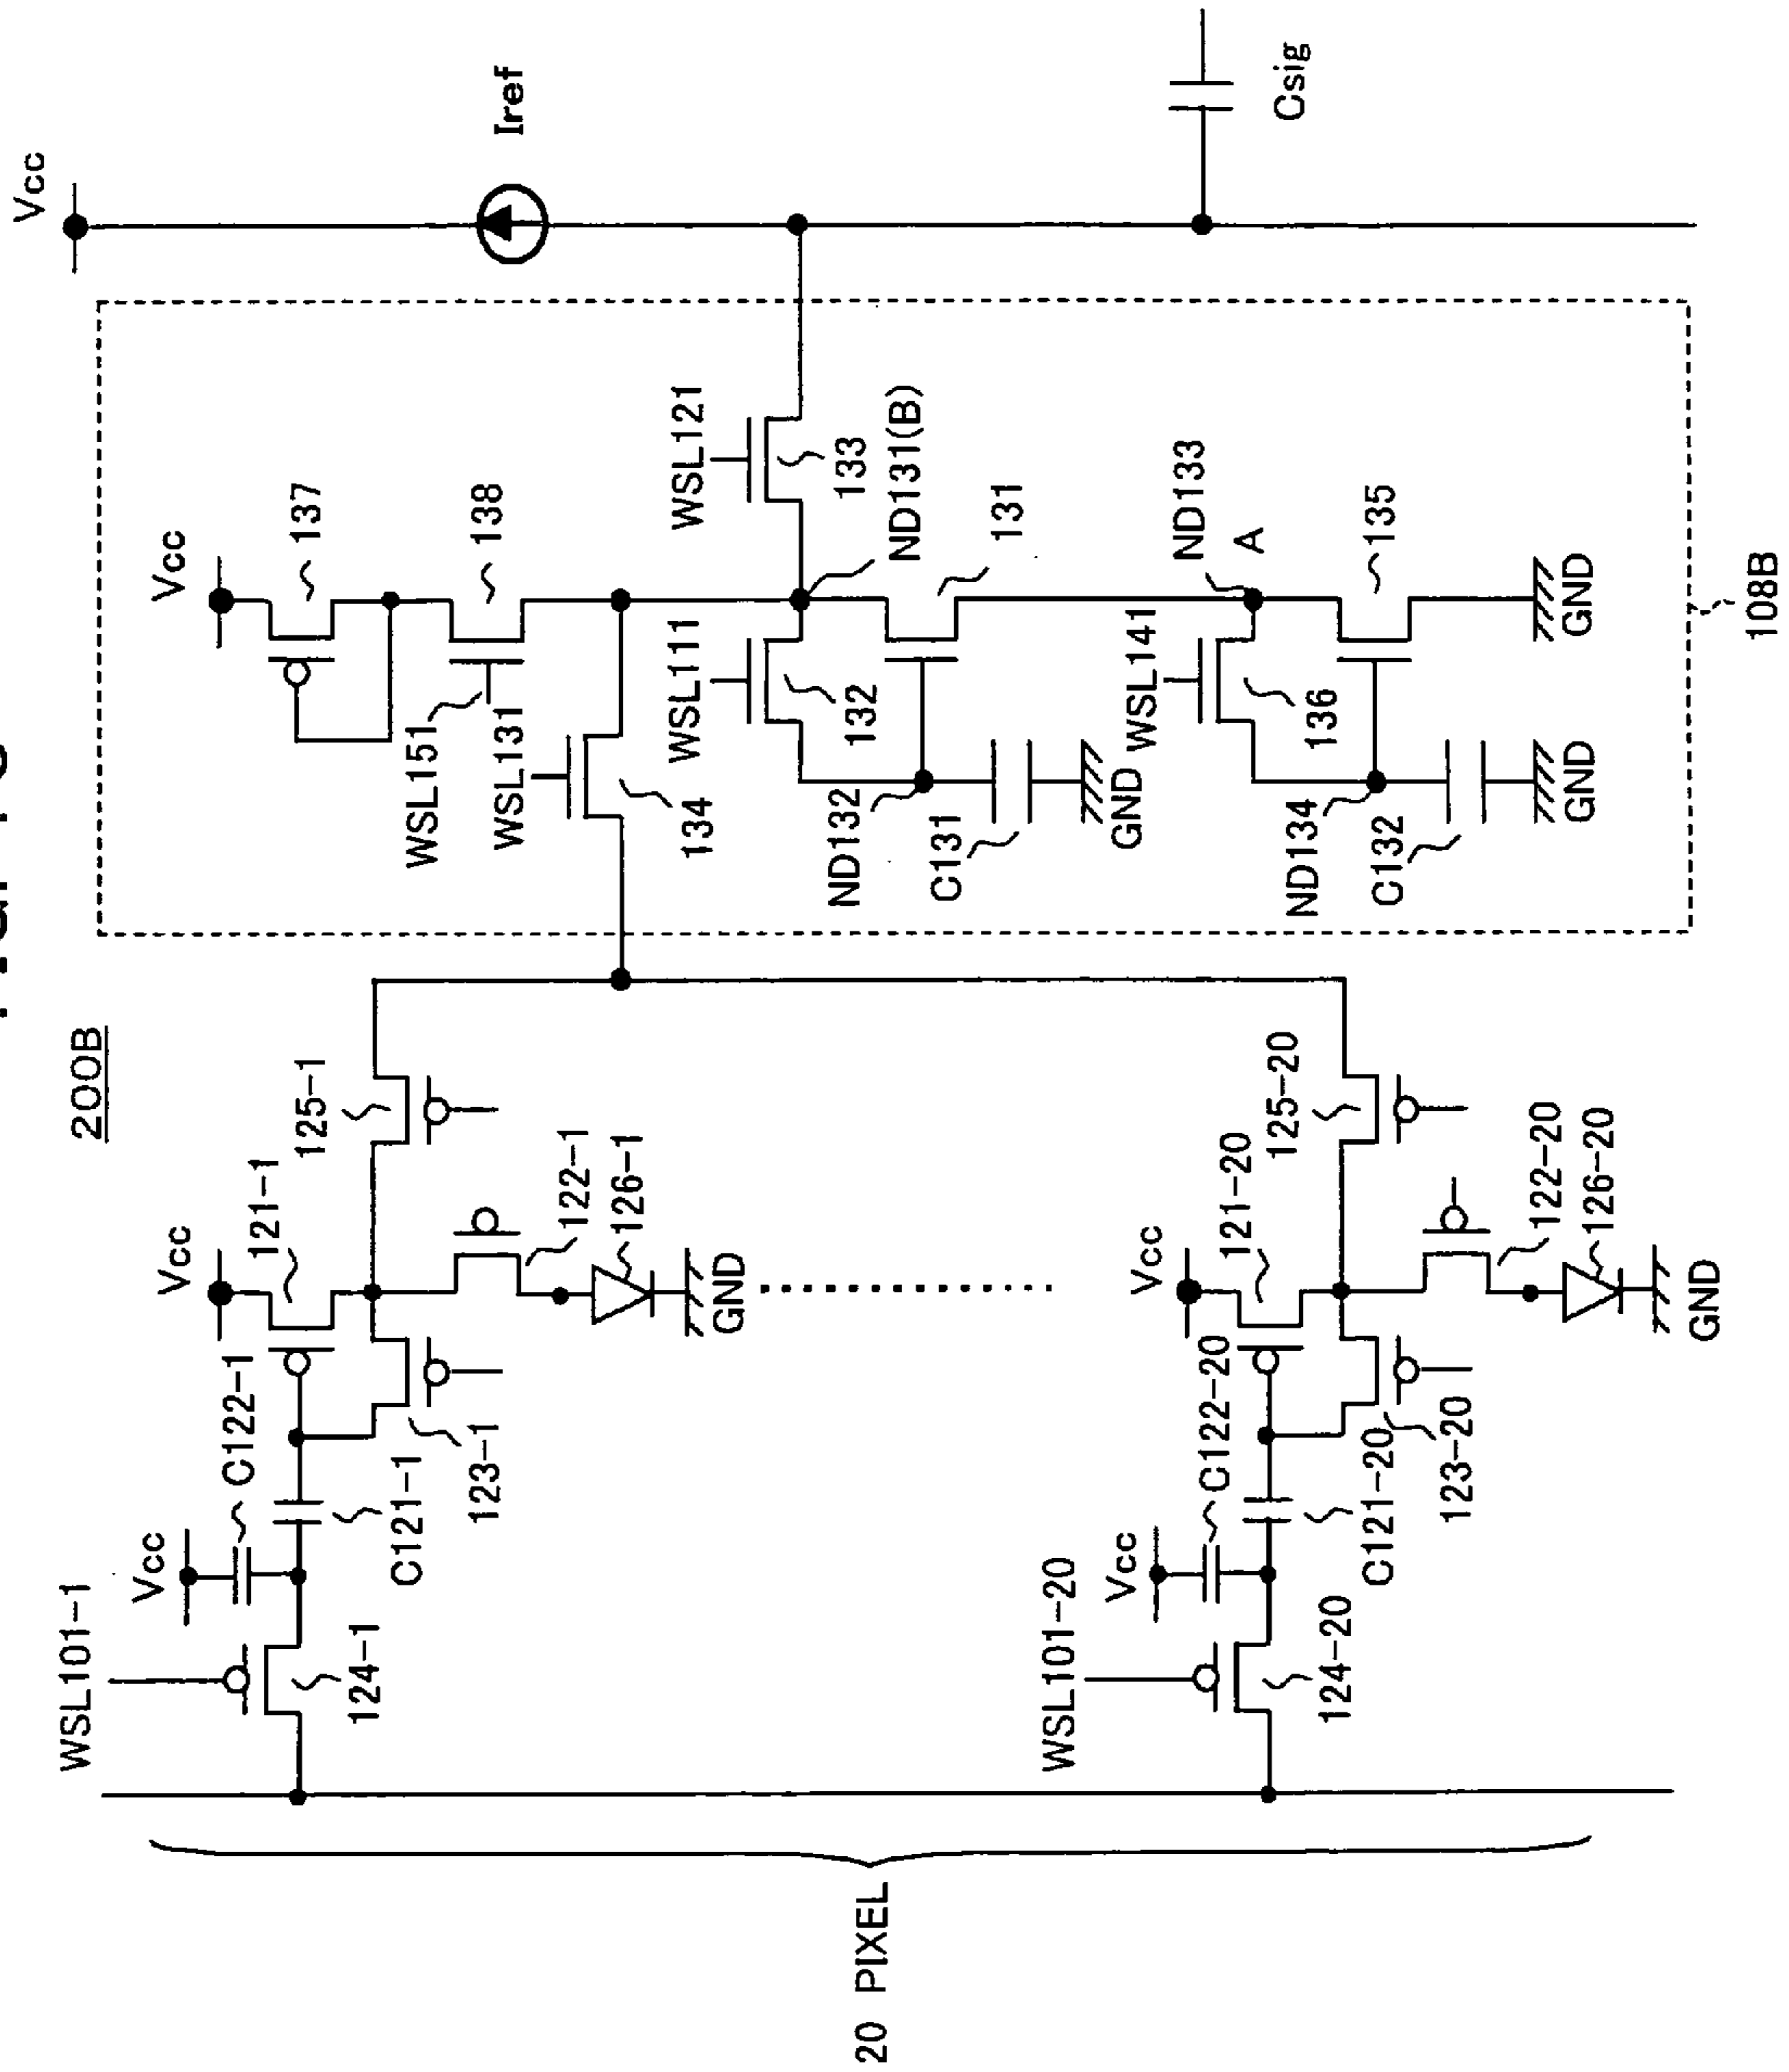 200B
Vcc
Iref
Csig
Vcc
137
138
WSL151
WSL131
134
WSL121
133
WSL111
132
ND131(B)
131
ND132
C131
GND
ND133
A
WSL141
136
135
ND134
C132
GND
GND
108B
125-1
Vcc
121-1
122-1
126-1
GND
C122-1
123-1
C121-1
Vcc
WSL101-1
124-1
125-20
Vcc
121-20
122-20
126-20
GND
C122-20
123-20
C121-20
Vcc
WSL101-20
124-20
20 PIXEL